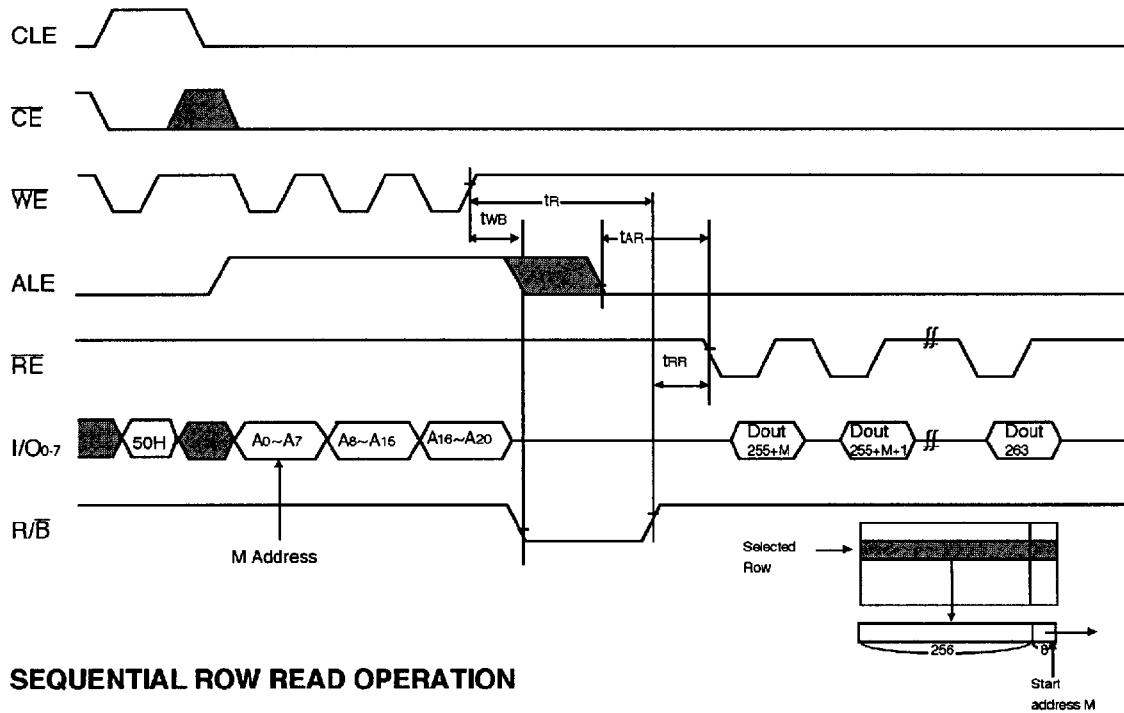 CLE
CE
WE
tR
tWB
tAR
ALE
RE
tRR
I/O0-7
50H
A0~A7
A8~A15
A16~A20
Dout
255+M
Dout
255+M+1
Dout
263
R/B
M Address
Selected
Row
256
8
Start
address M
SEQUENTIAL ROW READ OPERATION